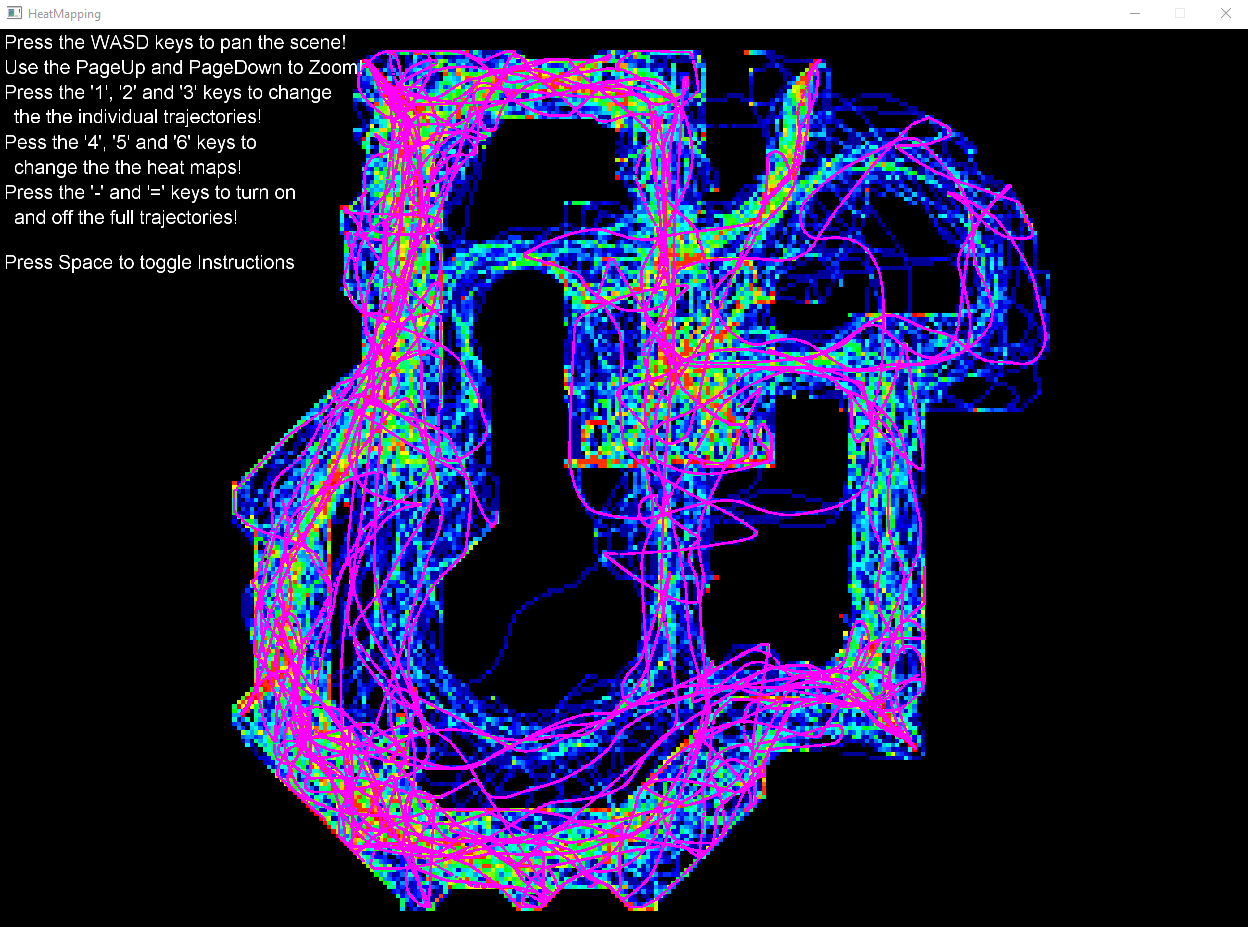 HeatMapping
Press the WASD keys to pan the scene!
Use the PageUp and PageDown to Zoom!
Press the '1', '2' and '3' keys to change
the the individual trajectories!
Pess the '4', '5' and '6' keys to
change the the heat maps!
Press the '-' and '=' keys to turn on
and off the full trajectories!
Press Space to toggle Instructions